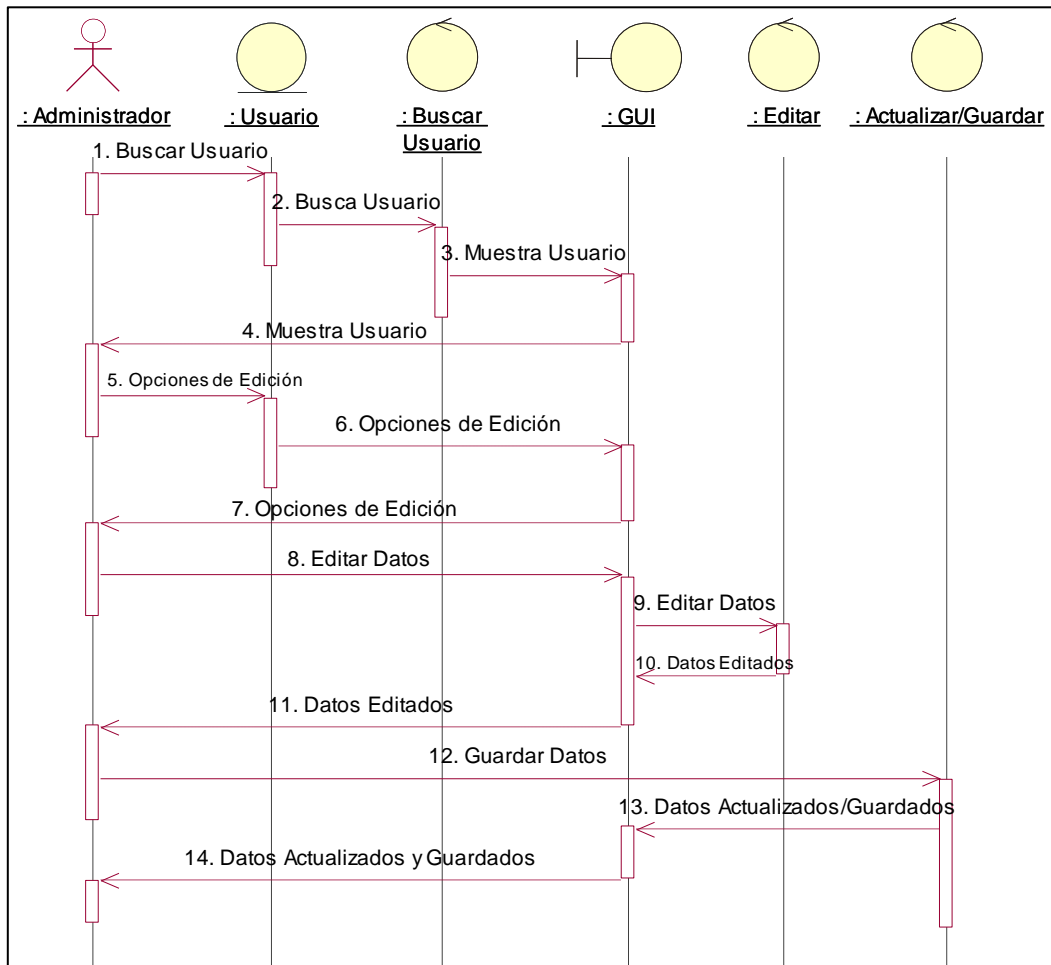 : Administrador
: Usuario
: Buscar
Usuario
: GUI
: Editar
: Actualizar/Guardar
1. Buscar Usuario
2. Busca Usuario
3. Muestra Usuario
4. Muestra Usuario
5. Opciones de Edición
6. Opciones de Edición
7. Opciones de Edición
8. Editar Datos
9. Editar Datos
10. Datos Editados
11. Datos Editados
12. Guardar Datos
13. Datos Actualizados/Guardados
14. Datos Actualizados y Guardados